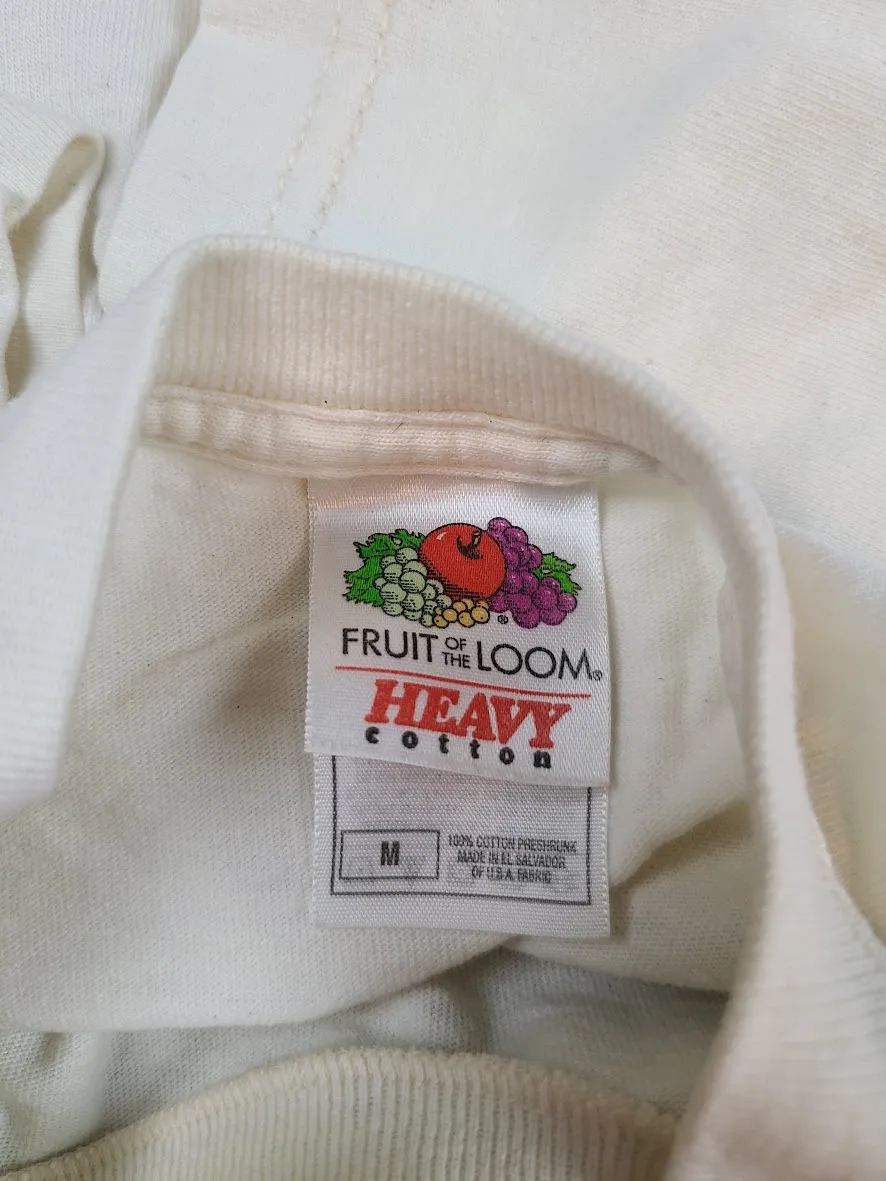 FRUIT OF THE LOOM®
HEAVY
cotton
M
100% COTTON PRESHRUNK
MADE IN EL SALVADOR
OF U.S.A. FABRIC